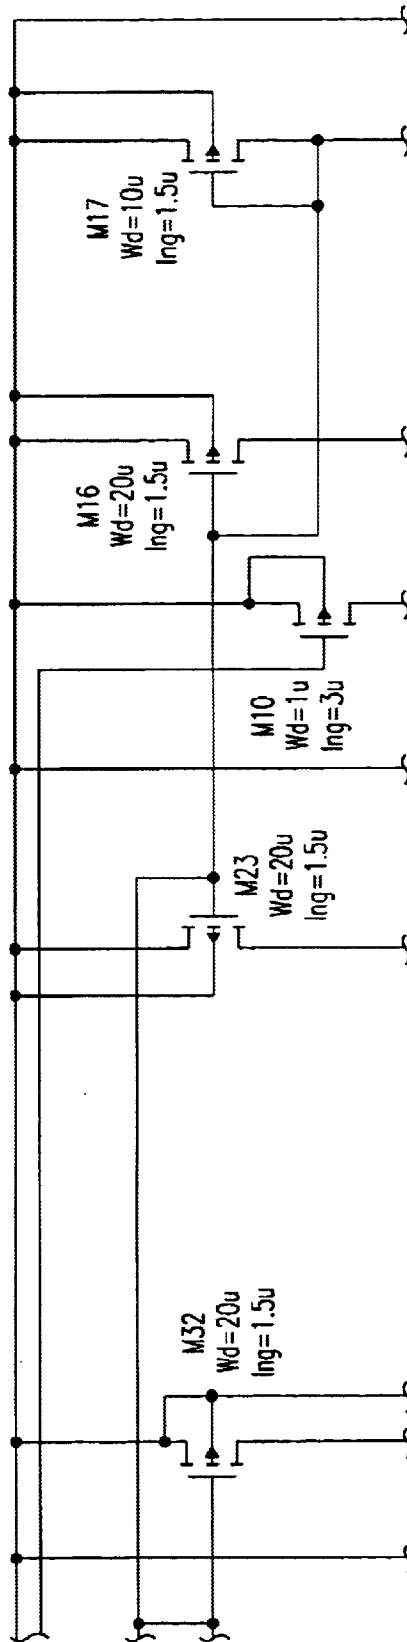 M32
Wd=20u
lng=1.5u
M23
Wd=20u
lng=1.5u
M10
Wd=1u
lng=3u
M16
Wd=20u
lng=1.5u
M17
Wd=10u
lng=1.5u